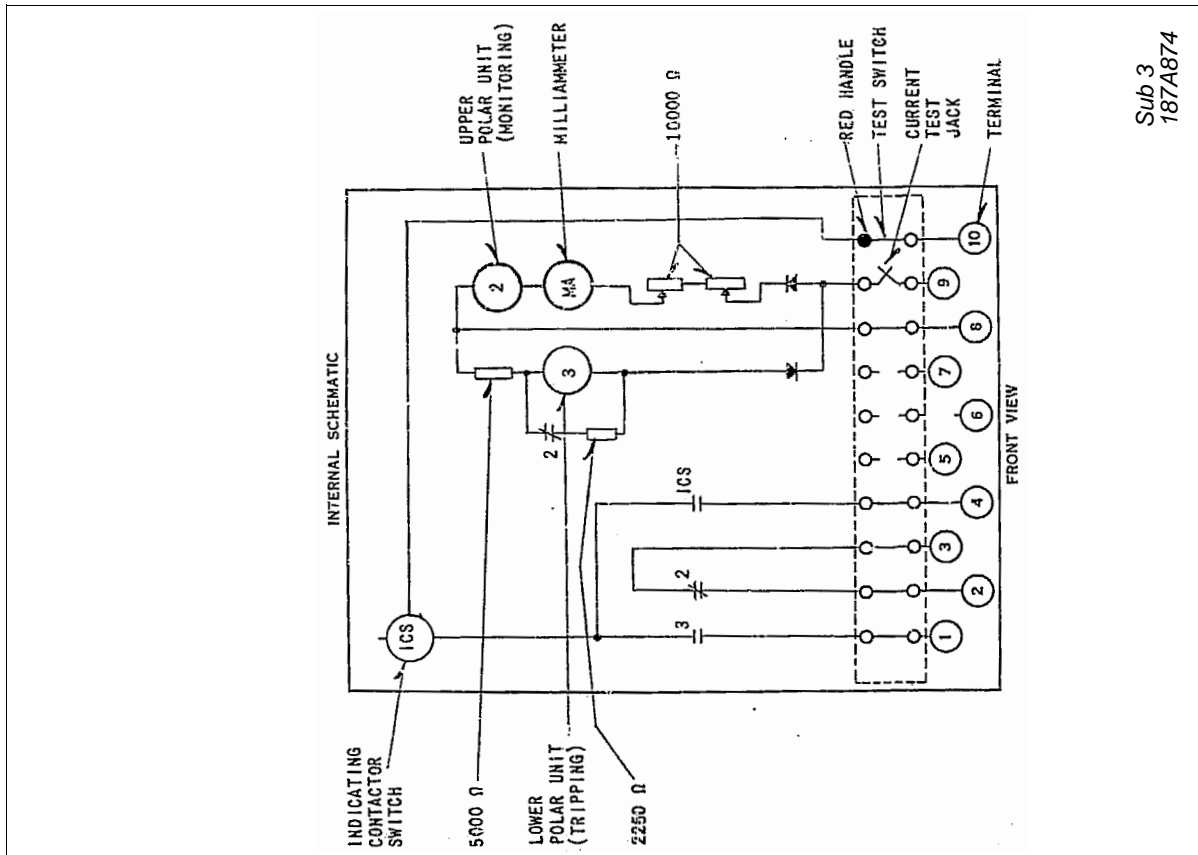 INTERNAL SCHEMATIC
INDICATING
CONTACTOR
SWITCH
5000 Ω
LOWER
POLAR UNIT
(TRIPPING)
2250 Ω
UPPER
POLAR UNIT
(MONITORING)
MILLIAMMETER
10000 Ω
RED HANDLE
TEST SWITCH
CURRENT
TEST
JACK
TERMINAL
ICS
2
MA
3
2
ICS
3
2
1
2
3
4
5
6
7
8
9
10
FRONT VIEW
Sub 3
187A874